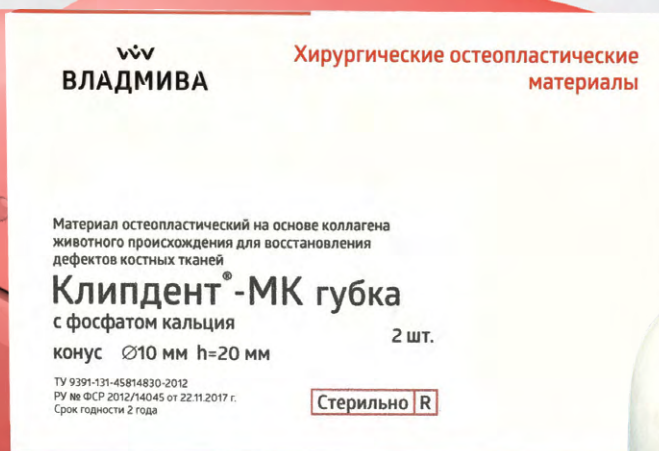 ВЛАДМИВА
Хирургические остеопластические
материалы
Материал остеопластический на основе коллагена
животного происхождения для восстановления
дефектов костных тканей
Клипдент®-МК губка
с фосфатом кальция
2 шт.
конус ∅10 мм h=20 мм
ТУ 9391-131-45814830-2012
РУ № ФСР 2012/14045 от 22.11.2017 г.
Срок годности 2 года
Стерильно R